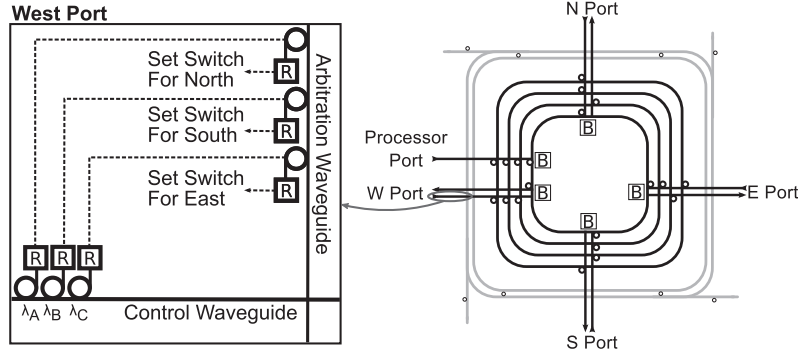 West Port
Set Switch
For North
R
Set Switch
For South
R
Set Switch
For East
R
Arbitration Waveguide
R R R
λA λB λC
Control Waveguide
N Port
Processor
Port
W Port
E Port
S Port
B
B
B
B
B